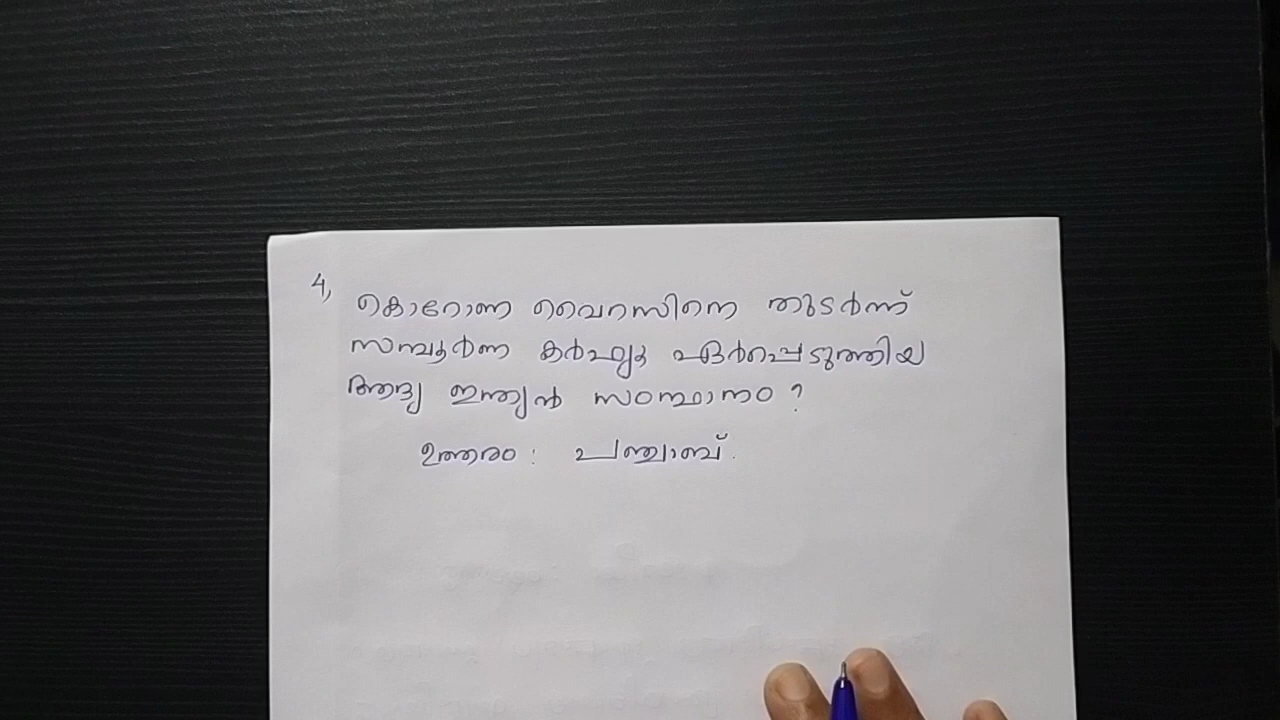 4, കൊറോണ വൈറസിനെ തുടർന്ന്
സമ്പൂർണ കർഫ്യൂ ഏർപ്പെടുത്തിയ
ആദ്യ ഇന്ത്യൻ സംസ്ഥാനം ?
ഉത്തരം : പഞ്ചാബ്.